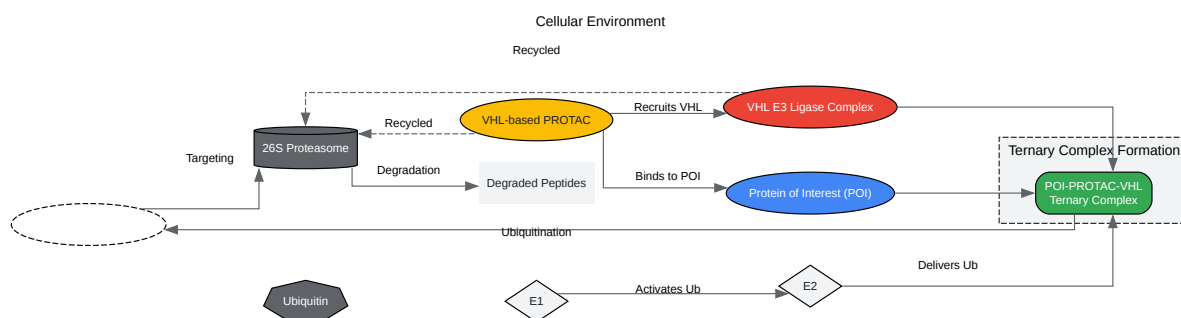 Cellular Environment
Recycled
Recruits VHL
VHL E3 Ligase Complex
VHL-based PROTAC
Recycled
26S Proteasome
Ternary Complex Formation
Targeting
Degradation
Degraded Peptides
Binds to POI
Protein of Interest (POI)
POI-PROTAC-VHL
Ternary Complex
Ubiquitination
Delivers Ub
Ubiquitin
E1
Activates Ub
E2